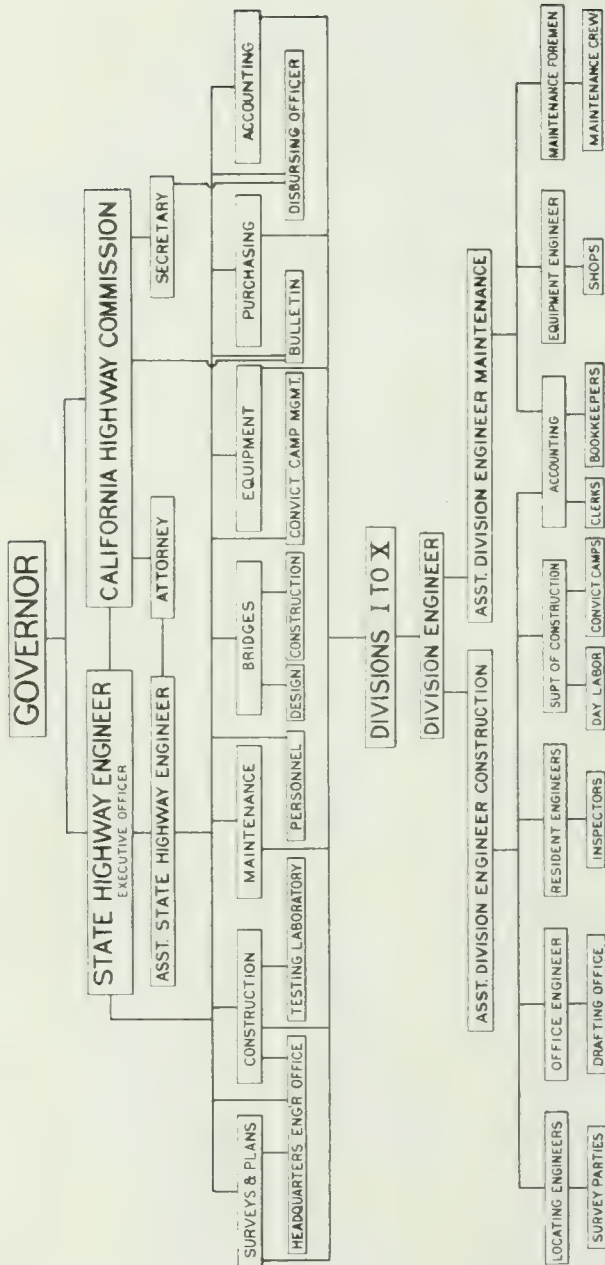 GOVERNOR
STATE HIGHWAY ENGINEER
EXECUTIVE OFFICER
CALIFORNIA HIGHWAY COMMISSION
ASST. STATE HIGHWAY ENGINEER
ATTORNEY
SECRETARY
SURVEYS & PLANS
CONSTRUCTION
MAINTENANCE
BRIDGES
EQUIPMENT
PURCHASING
ACCOUNTING
HEADQUARTERS ENG'R OFFICE
TESTING LABORATORY
PERSONNEL
DESIGN
CONSTRUCTION
CONVICT CAMP MGMT.
BULLETIN
DISBURSING OFFICER
DIVISIONS I TO X
DIVISION ENGINEER
ASST. DIVISION ENGINEER CONSTRUCTION
ASST. DIVISION ENGINEER MAINTENANCE
LOCATING ENGINEERS
OFFICE ENGINEER
RESIDENT ENGINEERS
SUPT OF CONSTRUCTION
ACCOUNTING
EQUIPMENT ENGINEER
MAINTENANCE FOREMEN
SURVEY PARTIES
DRAFTING OFFICE
INSPECTORS
DAY LABOR
CONVICT CAMPS
CLERKS
BOOKKEEPERS
SHOPS
MAINTENANCE CREW